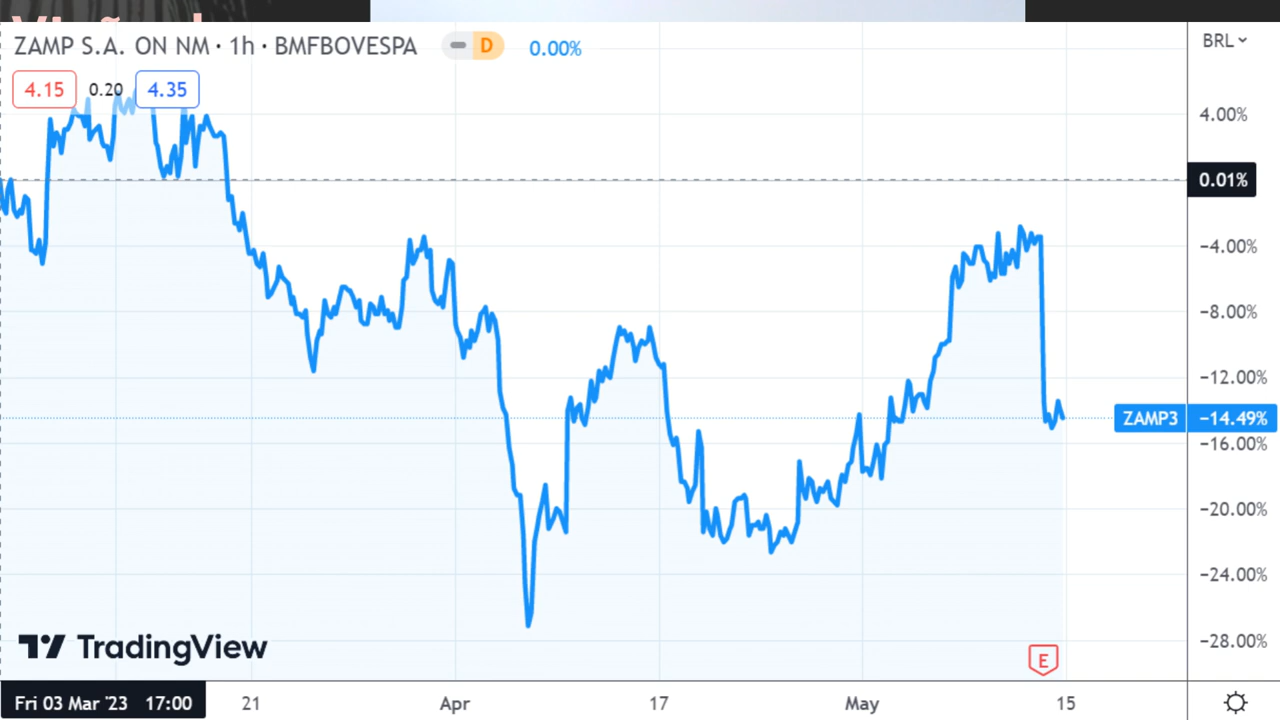 ZAMP S.A. ON NM · 1h · BMFBOVESPA D 0.00%
BRL
4.15 0.20 4.35
4.00%
0.01%
−4.00%
−8.00%
−12.00%
ZAMP3 −14.49%
−16.00%
−20.00%
−24.00%
−28.00%
TradingView
E
Fri 03 Mar '23 17:00 21 Apr 17 May 15